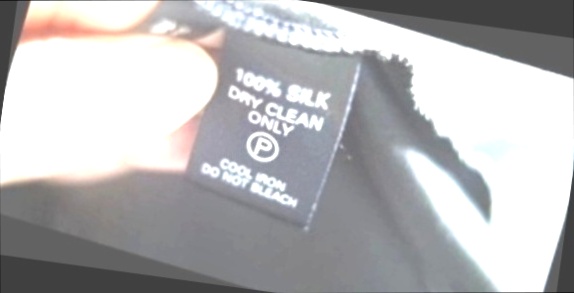 100% SILK
DRY CLEAN
ONLY
P
COOL IRON
DO NOT BLEACH